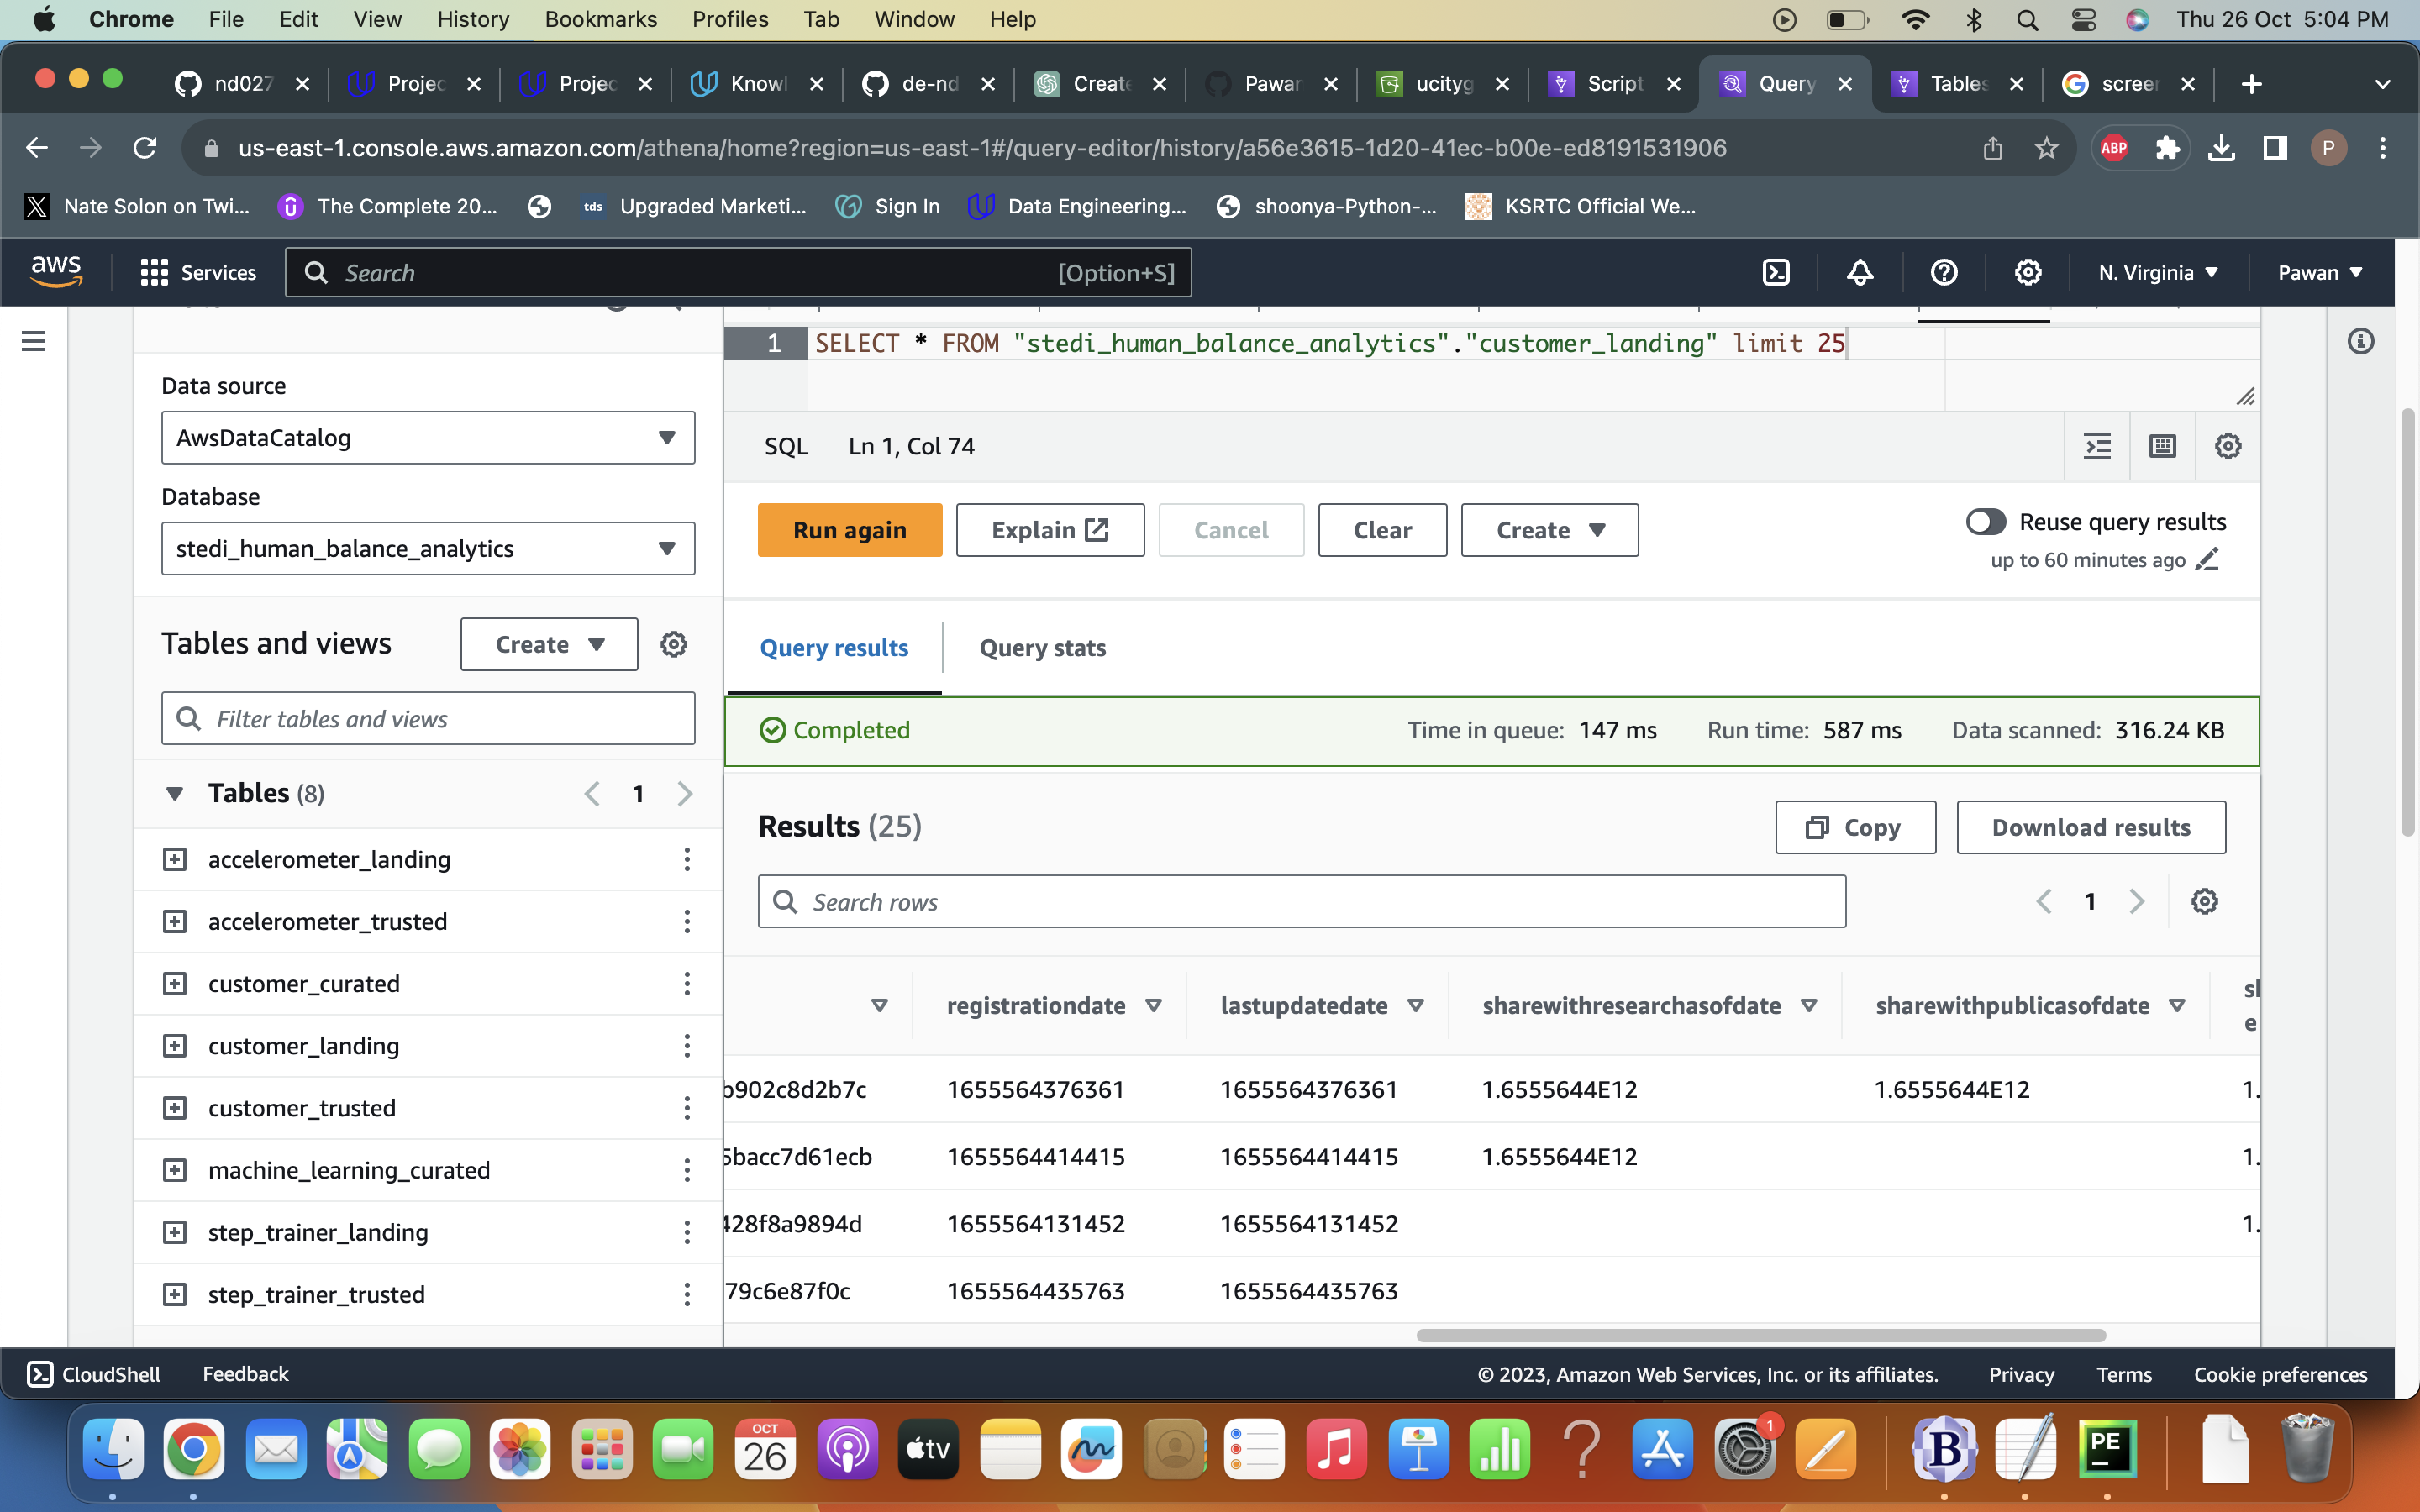 Chrome File Edit View History Bookmarks Profiles Tab Window Help Thu 26 Oct 5:04 PM
nd027 Projec Projec Knowl de-nd Create Pawan ucityg Script Query Tables screen
us-east-1.console.aws.amazon.com/athena/home?region=us-east-1#/query-editor/history/a56e3615-1d20-41ec-b00e-ed8191531906 ABP P
Nate Solon on Twi... The Complete 20... tds Upgraded Marketi... Sign In Data Engineering... shoonya-Python-... KSRTC Official We...
aws Services Search [Option+S] N. Virginia Pawan
1 SELECT * FROM "stedi_human_balance_analytics"."customer_landing" limit 25
Data source
AwsDataCatalog
SQL Ln 1, Col 74
Database
stedi_human_balance_analytics
Run again Explain Cancel Clear Create Reuse query results
up to 60 minutes ago
Tables and views Create
Query results Query stats
Filter tables and views
Completed Time in queue: 147 ms Run time: 587 ms Data scanned: 316.24 KB
Tables (8) 1
Results (25) Copy Download results
accelerometer_landing
Search rows 1
accelerometer_trusted
customer_curated
customer_landing
customer_trusted
machine_learning_curated
step_trainer_landing
step_trainer_trusted
registrationdate lastupdatedate sharewithresearchasofdate sharewithpublicasofdate
b902c8d2b7c 1655564376361 1655564376361 1.6555644E12 1.6555644E12 1.
5bacc7d61ecb 1655564414415 1655564414415 1.6555644E12 1.
428f8a9894d 1655564131452 1655564131452 1.
79c6e87f0c 1655564435763 1655564435763
CloudShell Feedback © 2023, Amazon Web Services, Inc. or its affiliates. Privacy Terms Cookie preferences
OCT
26
tv
1
B
PE